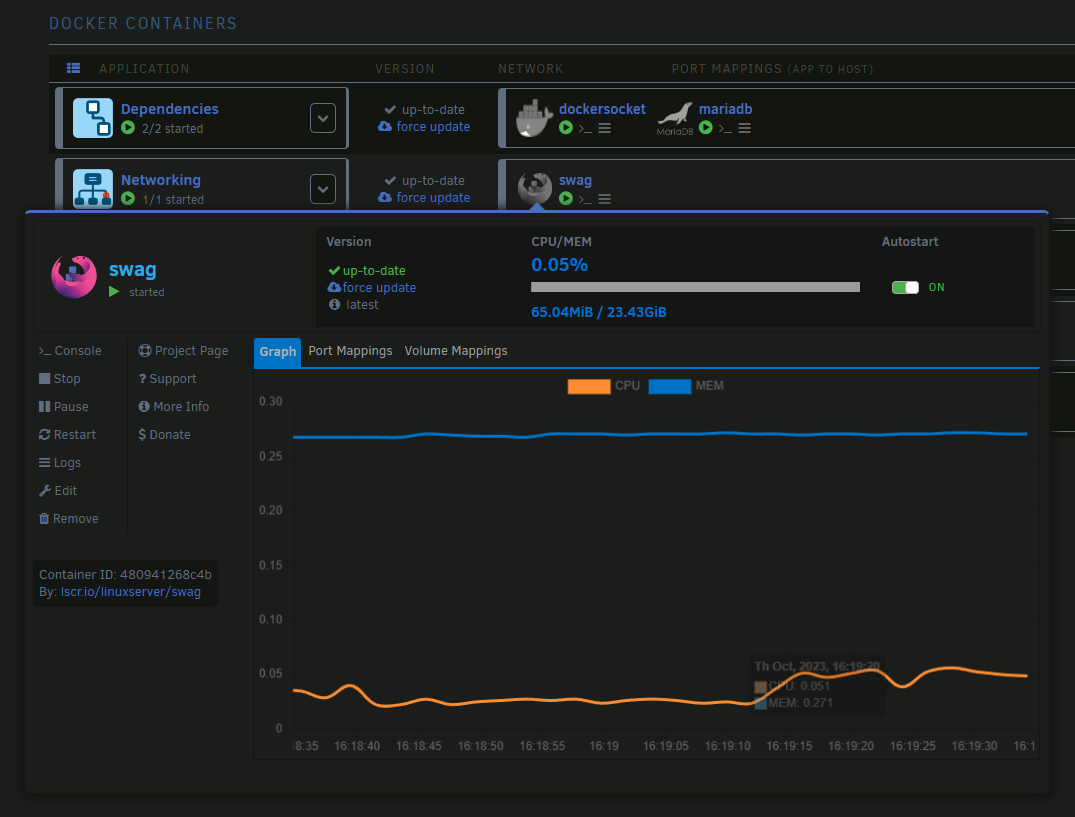 DOCKER CONTAINERS
APPLICATION VERSION NETWORK PORT MAPPINGS (APP TO HOST)
Dependencies
2/2 started
up-to-date
force update
dockersocket
MariaDB
mariadb
Networking
1/1 started
up-to-date
force update
swag
swag
started
Version
up-to-date
force update
latest
CPU/MEM
0.05%
65.04MiB / 23.43GiB
Autostart
ON
>_ Console
Stop
Pause
Restart
Logs
Edit
Remove
Project Page
? Support
More Info
$ Donate
Container ID: 480941268c4b
By: lscr.io/linuxserver/swag
Graph Port Mappings Volume Mappings
CPU MEM
0.30
0.25
0.20
0.15
0.10
0.05
0
Th Oct, 2023, 16:19:20
CPU: 0.051
MEM: 0.271
8:35 16:18:40 16:18:45 16:18:50 16:18:55 16:19 16:19:05 16:19:10 16:19:15 16:19:20 16:19:25 16:19:30 16:1